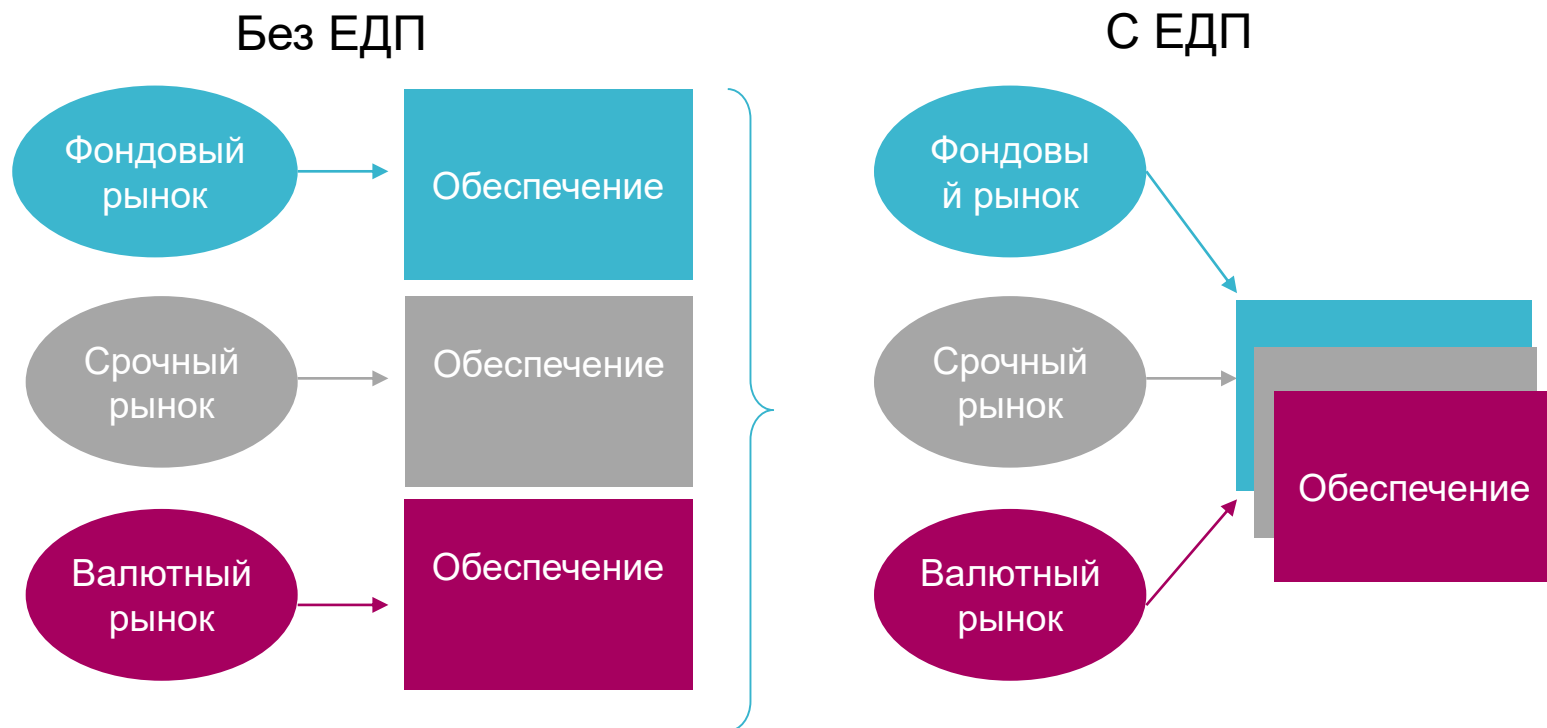 Без ЕДП
Фондовый
рынок
Обеспечение
Срочный
рынок
Обеспечение
Валютный
рынок
Обеспечение
С ЕДП
Фондовы
й рынок
Срочный
рынок
Валютный
рынок
Обеспечение